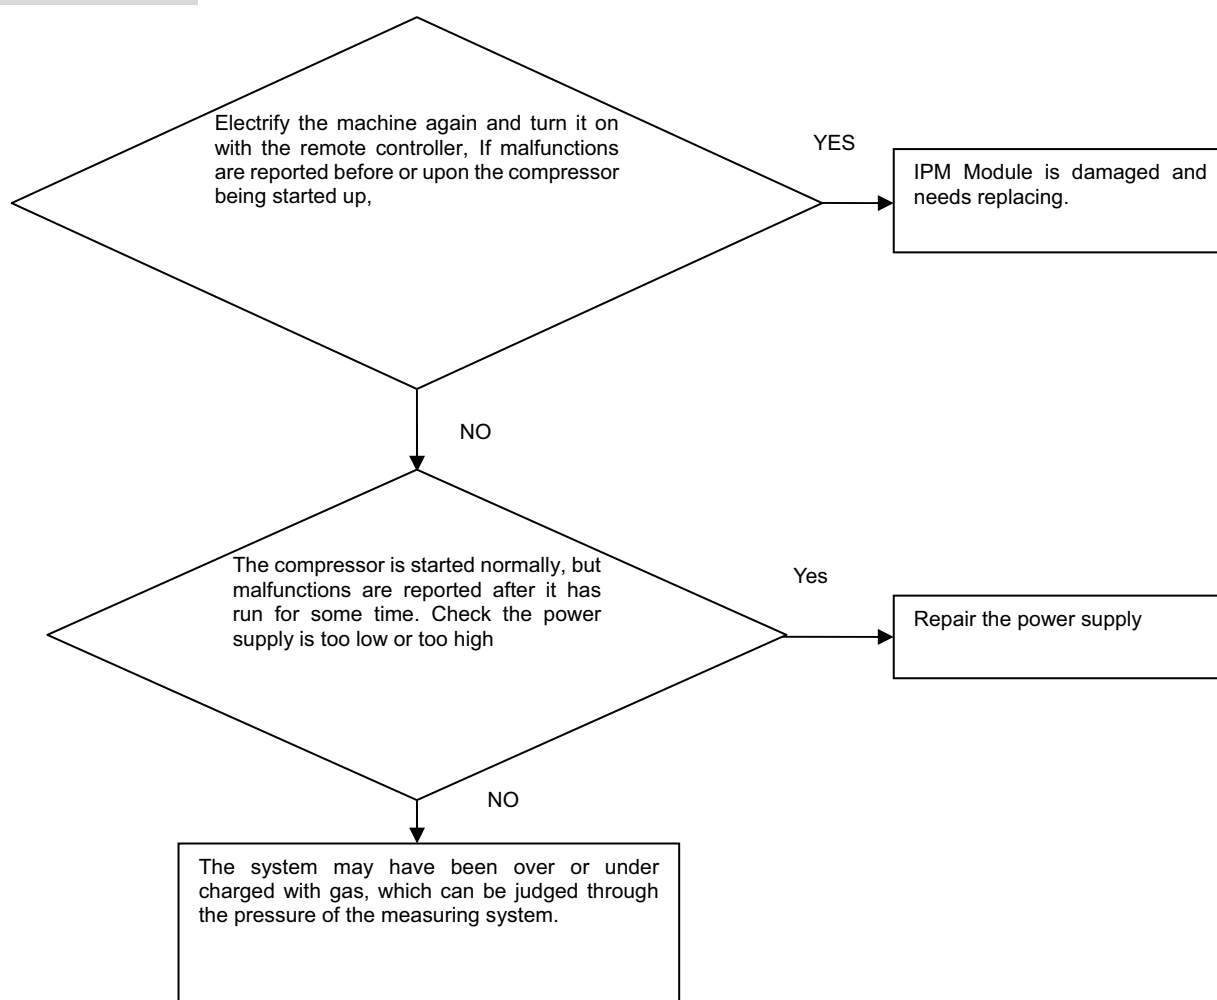 Electrify the machine again and turn it on
with the remote controller, If malfunctions
are reported before or upon the compressor
being started up,
YES
IPM Module is damaged and
needs replacing.
NO
The compressor is started normally, but
malfunctions are reported after it has
run for some time. Check the power
supply is too low or too high
Yes
Repair the power supply
NO
The system may have been over or under
charged with gas, which can be judged through
the pressure of the measuring system.